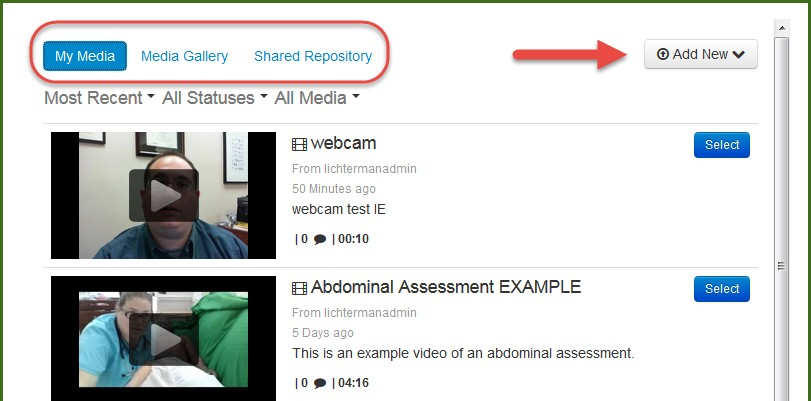 My Media Media Gallery Shared Repository Add New
Most Recent All Statuses All Media
webcam Select
From lichtermanadmin
50 Minutes ago
webcam test IE
| 0 | 00:10
Abdominal Assessment EXAMPLE Select
From lichtermanadmin
5 Days ago
This is an example video of an abdominal assessment.
| 0 | 04:16